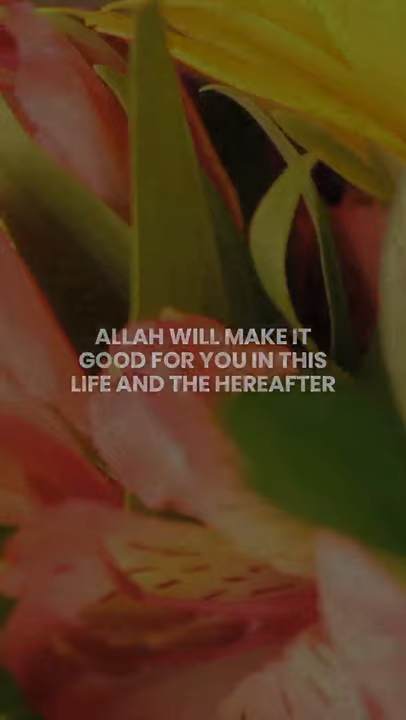 ALLAH WILL MAKE IT
GOOD FOR YOU IN THIS
LIFE AND THE HEREAFTER